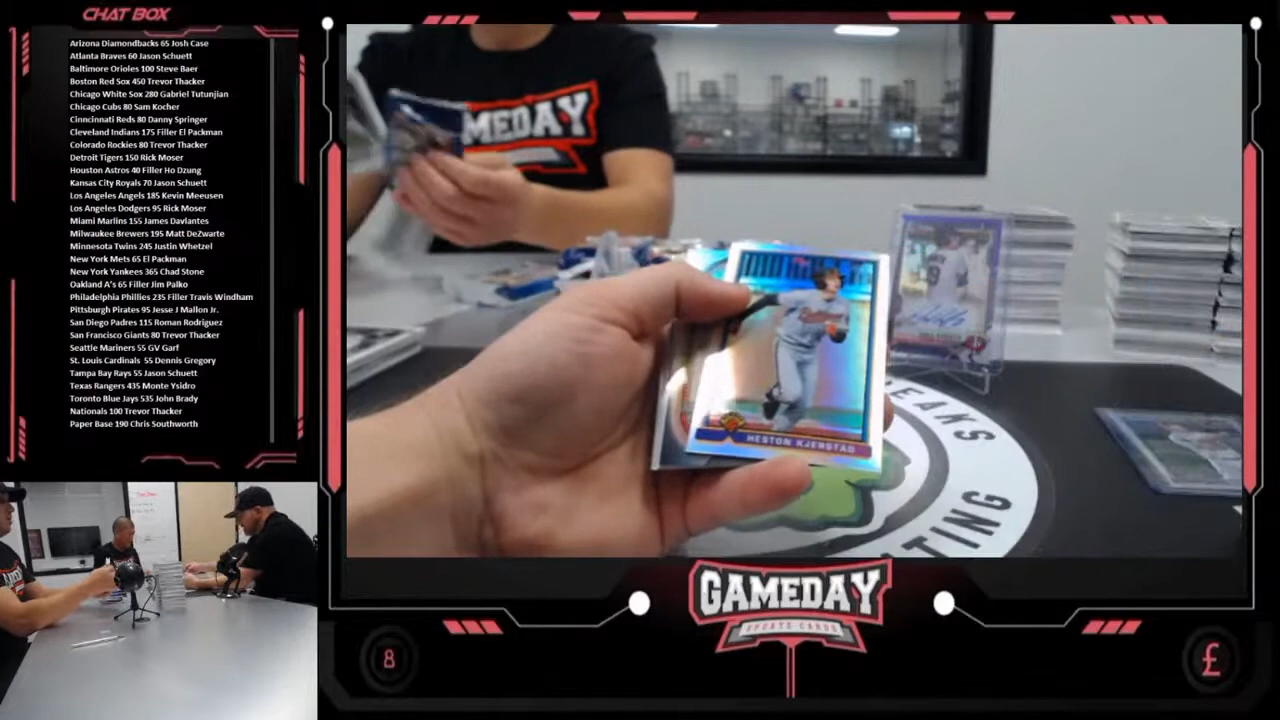 CHAT BOX
Arizona Diamondbacks 65 Josh Case
Atlanta Braves 60 Jason Schuett
Baltimore Orioles 100 Steve Baer
Boston Red Sox 450 Trevor Thacker
Chicago White Sox 280 Gabriel Tutunjian
Chicago Cubs 80 Sam Kocher
Cinncinnati Reds 80 Danny Springer
Cleveland Indians 175 Filler El Packman
Colorado Rockies 80 Trevor Thacker
Detroit Tigers 150 Rick Moser
Houston Astros 40 Filler Ho Dzung
Kansas City Royals 70 Jason Schuett
Los Angeles Angels 185 Kevin Meeusen
Los Angeles Dodgers 95 Rick Moser
Miami Marlins 155 James Daviantes
Milwaukee Brewers 195 Matt DeZwarte
Minnesota Twins 245 Justin Whetzel
New York Mets 65 El Packman
New York Yankees 365 Chad Stone
Oakland A's 65 Filler Jim Palko
Philadelphia Phillies 235 Filler Travis Windham
Pittsburgh Pirates 95 Jesse J Mallon Jr.
San Diego Padres 115 Roman Rodriguez
San Francisco Giants 80 Trevor Thacker
Seattle Mariners 55 GV Garf
St. Louis Cardinals 55 Dennis Gregory
Tampa Bay Rays 55 Jason Schuett
Texas Rangers 435 Monte Ysidro
Toronto Blue Jays 535 John Brady
Nationals 100 Trevor Thacker
Paper Base 190 Chris Southworth
MEDAY
HESTON KJERSTAD
EAKS
TING
GAMEDAY
SPORTS CARDS
8
£